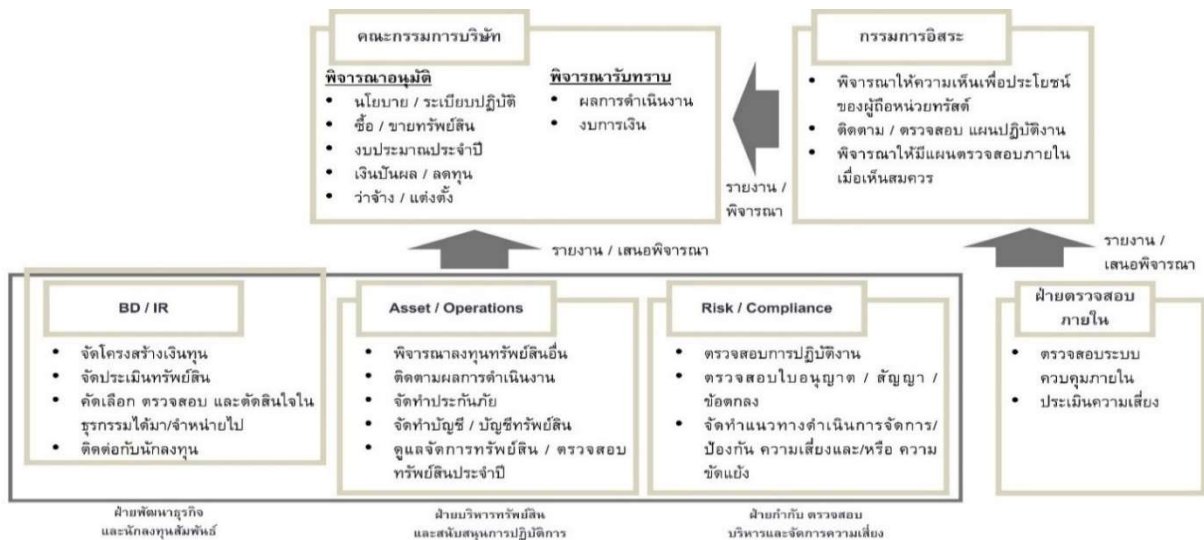 คณะกรรมการบริษัท
พิจารณาอนุมัติ
• นโยบาย / ระเบียบปฏิบัติ
• ซื้อ / ขายทรัพย์สิน
• งบประมาณประจำปี
• เงินปันผล / ลดทุน
• ว่าจ้าง / แต่งตั้ง
พิจารณารับทราบ
• ผลการดำเนินงาน
• งบการเงิน
รายงาน /
พิจารณา
กรรมการอิสระ
• พิจารณาให้ความเห็นเพื่อประโยชน์
ของผู้ถือหน่วยทรัสต์
• ติดตาม / ตรวจสอบ แผนปฏิบัติงาน
• พิจารณาให้มีแผนตรวจสอบภายใน
เมื่อเห็นสมควร
รายงาน / เสนอพิจารณา
รายงาน /
เสนอพิจารณา
BD / IR
• จัดโครงสร้างเงินทุน
• จัดประเมินทรัพย์สิน
• คัดเลือก ตรวจสอบ และตัดสินใจใน
ธุรกรรมได้มา/จำหน่ายไป
• ติดต่อกับนักลงทุน
Asset / Operations
• พิจารณาลงทุนทรัพย์สินอื่น
• ติดตามผลการดำเนินงาน
• จัดทำประกันภัย
• จัดทำบัญชี / บัญชีทรัพย์สิน
• ดูแลจัดการทรัพย์สิน / ตรวจสอบ
ทรัพย์สินประจำปี
Risk / Compliance
• ตรวจสอบการปฏิบัติงาน
• ตรวจสอบใบอนุญาต / สัญญา /
ข้อตกลง
• จัดทำแนวทางดำเนินการจัดการ/
ป้องกัน ความเสี่ยงและ/หรือ ความ
ขัดแย้ง
ฝ่ายตรวจสอบ
ภายใน
• ตรวจสอบระบบ
ควบคุมภายใน
• ประเมินความเสี่ยง
ฝ่ายพัฒนาธุรกิจ
และนักลงทุนสัมพันธ์
ฝ่ายบริหารทรัพย์สิน
และสนับสนุนการปฏิบัติการ
ฝ่ายกำกับ ตรวจสอบ
บริหารและจัดการความเสี่ยง